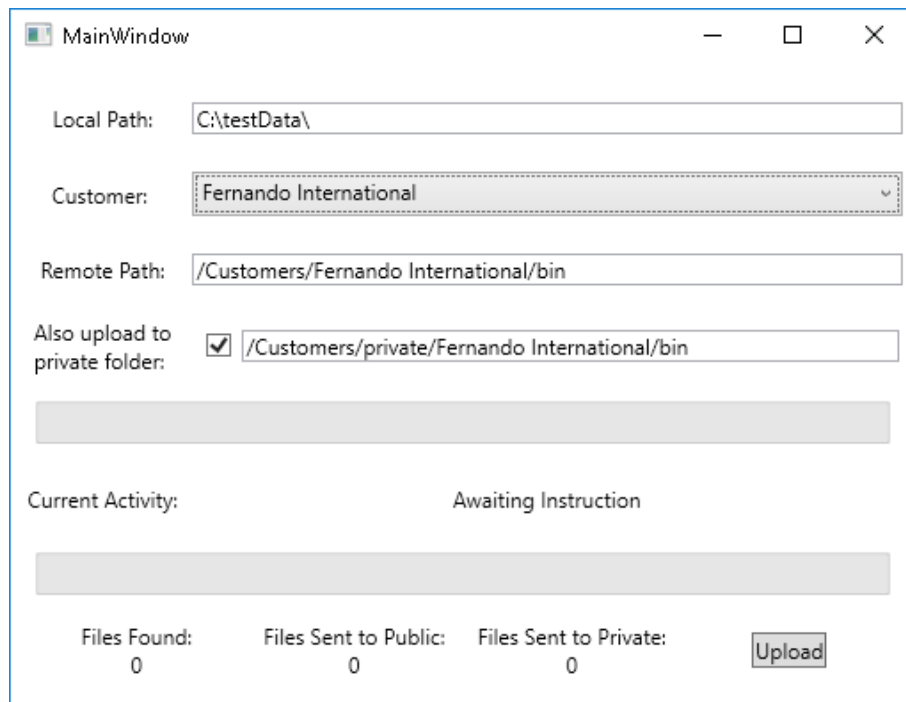 MainWindow
Local Path: C:\testData\
Customer: Fernando International
Remote Path: /Customers/Fernando International/bin
Also upload to
private folder: /Customers/private/Fernando International/bin
Current Activity: Awaiting Instruction
Files Found: Files Sent to Public: Files Sent to Private:
0 0 0
Upload